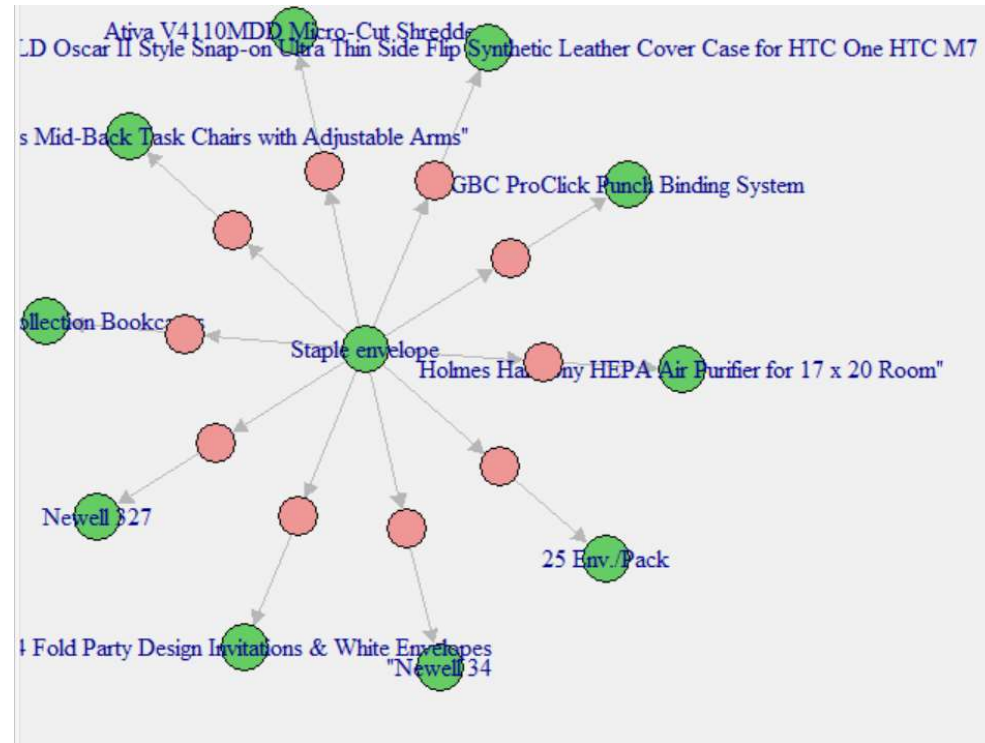 Ativa V4110MDD Micro-Cut Shredde
LD Oscar II Style Snap-on Ultra Thin Side Flip Synthetic Leather Cover Case for HTC One HTC M7
s Mid-Back Task Chairs with Adjustable Arms"
GBC ProClick Punch Binding System
ollection Bookcases
Staple envelope
Holmes Harmony HEPA Air Purifier for 17 x 20 Room"
Newell 327
25 Env./Pack
4 Fold Party Design Invitations & White Envelopes
"Newell 34